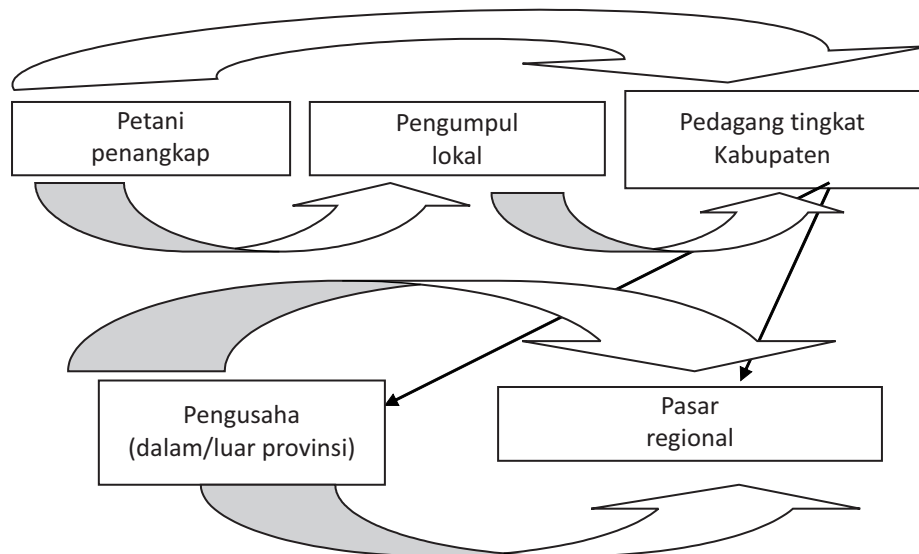 Petani
penangkap
Pengumpul
lokal
Pedagang tingkat
Kabupaten
Pengusaha
(dalam/luar provinsi)
Pasar
regional